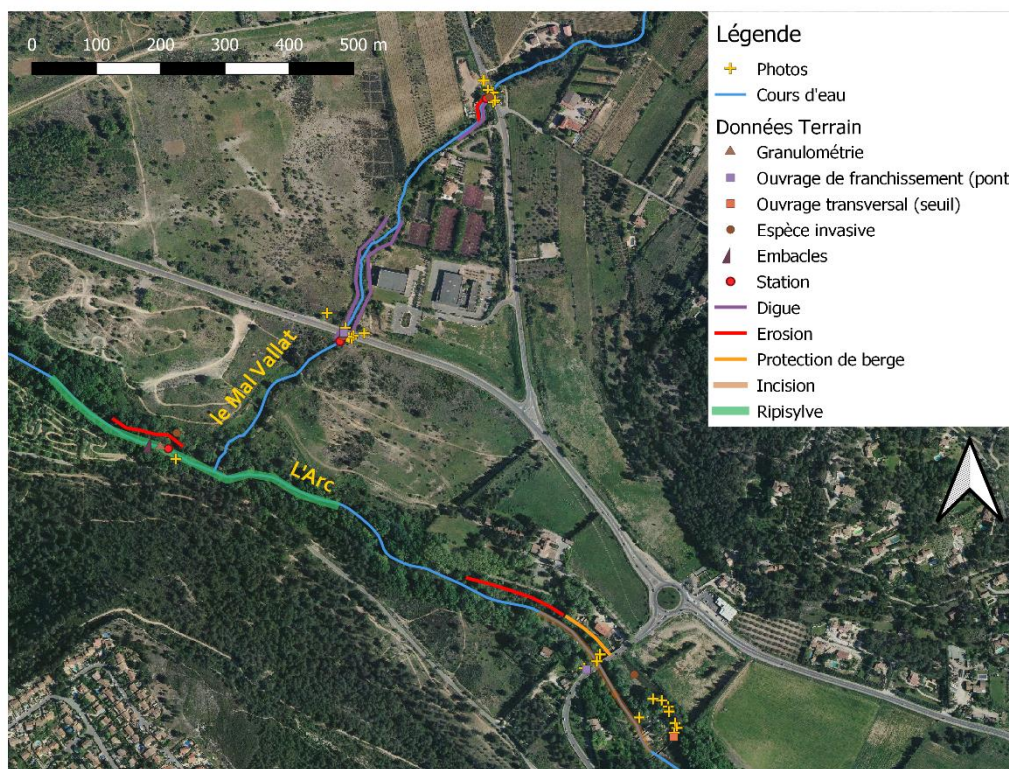 0 100 200 300 400 500 m
Légende
Photos
Cours d'eau
Données Terrain
Granulométrie
Ouvrage de franchissement (pont
Ouvrage transversal (seuil)
Espèce invasive
Embacles
Station
Digue
Erosion
Protection de berge
Incision
Ripisylve
le Mal Vallat
L'Arc